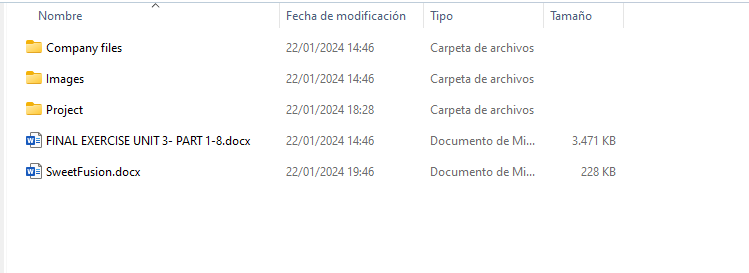 Nombre Fecha de modificación Tipo Tamaño
Company files 22/01/2024 14:46 Carpeta de archivos
Images 22/01/2024 14:46 Carpeta de archivos
Project 22/01/2024 18:28 Carpeta de archivos
FINAL EXERCISE UNIT 3- PART 1-8.docx 22/01/2024 14:46 Documento de Mi... 3.471 KB
SweetFusion.docx 22/01/2024 19:46 Documento de Mi... 228 KB